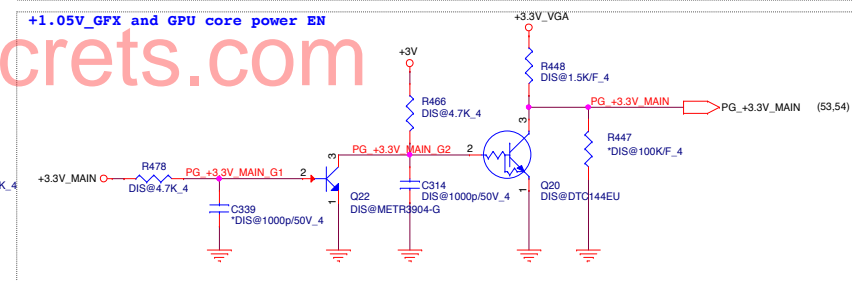 +1.05V_GFX and GPU core power EN
crets.com
+3.3V_VGA
+3V
R448
DIS@1.5K/F_4
R466
DIS@4.7K_4
3
PG_+3.3V_MAIN
PG_+3.3V_MAIN (53,54)
R447
*DIS@100K/F_4
3
PG_+3.3V_MAIN_G2
2
K_4
+3.3V_MAIN
R478
DIS@4.7K_4
PG_+3.3V_MAIN_G1
2
1
Q22
DIS@METR3904-G
C314
DIS@1000p/50V_4
1
Q20
DIS@DTC144EU
C339
*DIS@1000p/50V_4